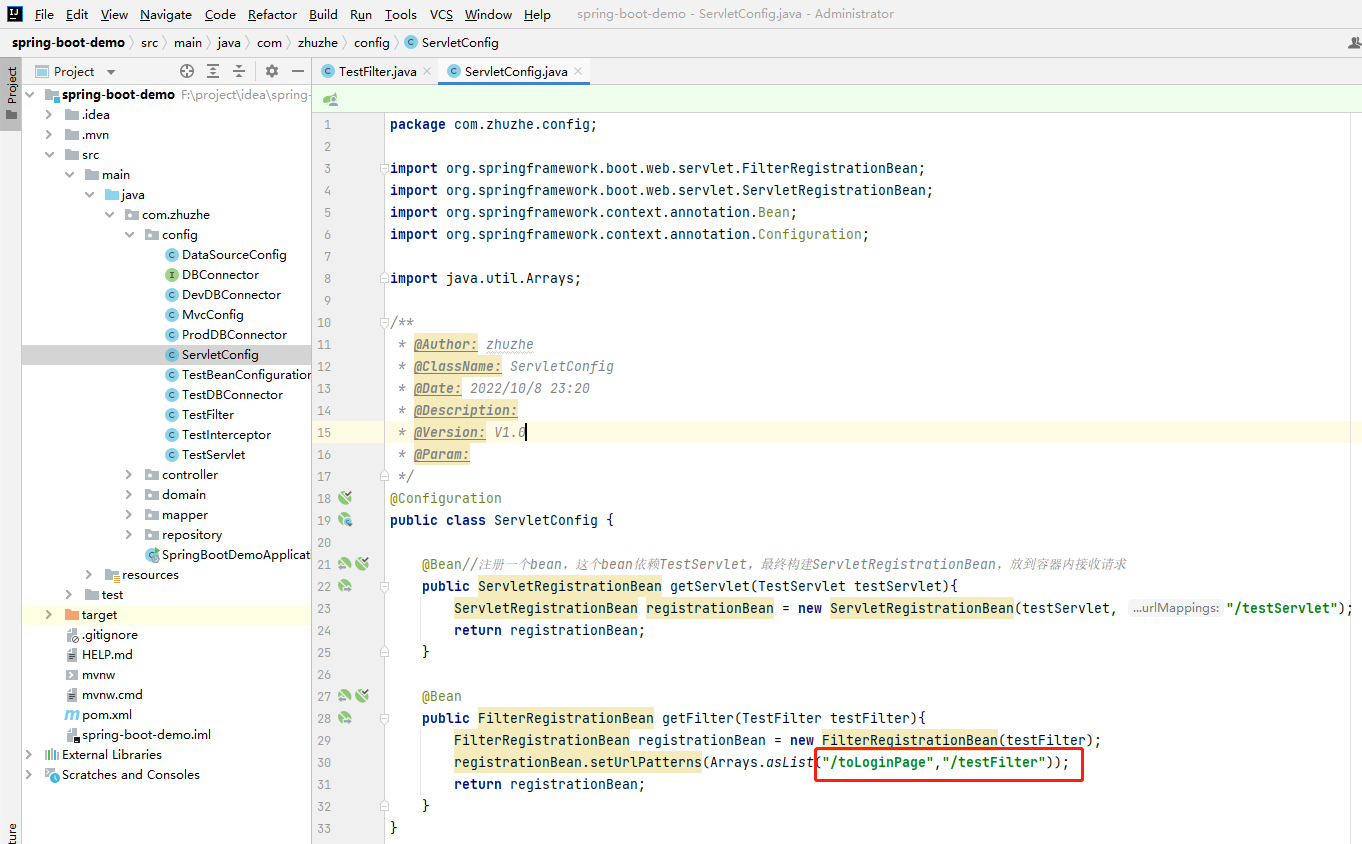 File Edit View Navigate Code Refactor Build Run Tools VCS Window Help spring-boot-demo - ServletConfig.java - Administrator
spring-boot-demo src main java com zhuzhe config ServletConfig
Project
Project
TestFilter.java ServletConfig.java
spring-boot-demo F:\project\idea\spring-
.idea
.mvn
src
main
java
com.zhuzhe
config
DataSourceConfig
DBConnector
DevDBConnector
MvcConfig
ProdDBConnector
ServletConfig
TestBeanConfiguration
TestDBConnector
TestFilter
TestInterceptor
TestServlet
controller
domain
mapper
repository
SpringBootDemoApplicat
resources
test
target
.gitignore
HELP.md
mvnw
mvnw.cmd
pom.xml
spring-boot-demo.iml
External Libraries
Scratches and Consoles
ture
1 package com.zhuzhe.config;
2
3 import org.springframework.boot.web.servlet.FilterRegistrationBean;
4 import org.springframework.boot.web.servlet.ServletRegistrationBean;
5 import org.springframework.context.annotation.Bean;
6 import org.springframework.context.annotation.Configuration;
7
8 import java.util.Arrays;
9
10 /**
11 * @Author: zhuzhe
12 * @ClassName: ServletConfig
13 * @Date: 2022/10/8 23:20
14 * @Description:
15 * @Version: V1.0
16 * @Param:
17 */
18 @Configuration
19 public class ServletConfig {
20
21 @Bean//注册一个bean，这个bean依赖TestServlet，最终构建ServletRegistrationBean，放到容器内接收请求
22 public ServletRegistrationBean getServlet(TestServlet testServlet){
23 ServletRegistrationBean registrationBean = new ServletRegistrationBean(testServlet, ...urlMappings: "/testServlet");
24 return registrationBean;
25 }
26
27 @Bean
28 public FilterRegistrationBean getFilter(TestFilter testFilter){
29 FilterRegistrationBean registrationBean = new FilterRegistrationBean(testFilter);
30 registrationBean.setUrlPatterns(Arrays.asList("/toLoginPage","/testFilter"));
31 return registrationBean;
32 }
33 }